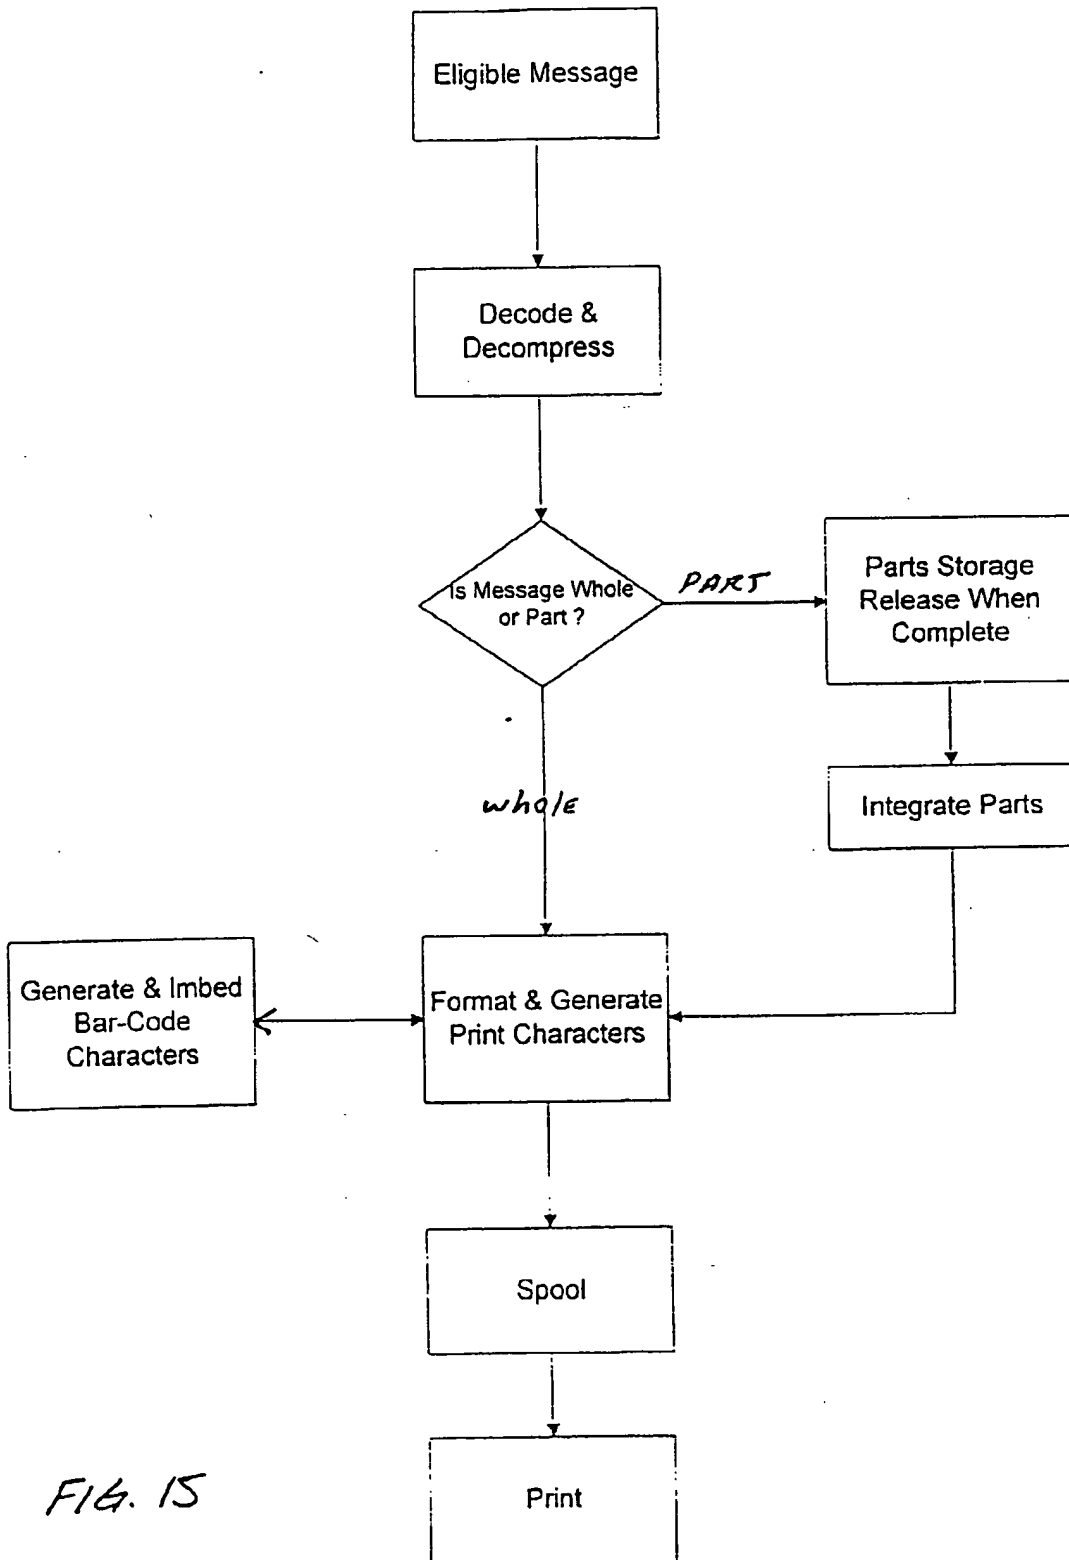 Eligible Message
Decode &
Decompress
Is Message Whole
or Part ?
PART
Parts Storage
Release When
Complete
whole
Integrate Parts
Generate & Imbed
Bar-Code
Characters
Format & Generate
Print Characters
Spool
Print
FIG. 15